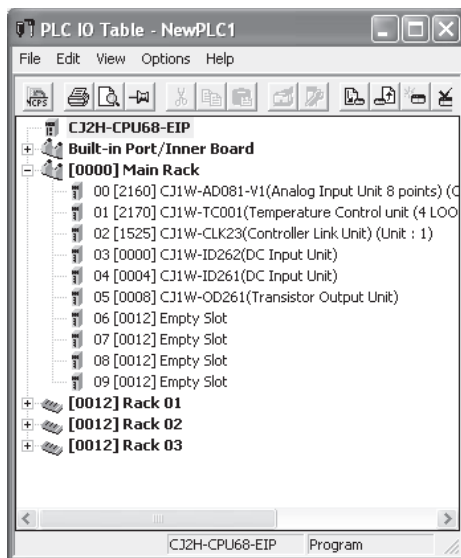 PLC IO Table - NewPLC1
File Edit View Options Help
NCPS
CJ2H-CPU68-EIP
Built-in Port/Inner Board
[0000] Main Rack
00 [2160] CJ1W-AD081-V1(Analog Input Unit 8 points) (C
01 [2170] CJ1W-TC001(Temperature Control unit (4 LOO
02 [1525] CJ1W-CLK23(Controller Link Unit) (Unit : 1)
03 [0000] CJ1W-ID262(DC Input Unit)
04 [0004] CJ1W-ID261(DC Input Unit)
05 [0008] CJ1W-OD261(Transistor Output Unit)
06 [0012] Empty Slot
07 [0012] Empty Slot
08 [0012] Empty Slot
09 [0012] Empty Slot
[0012] Rack 01
[0012] Rack 02
[0012] Rack 03
CJ2H-CPU68-EIP Program